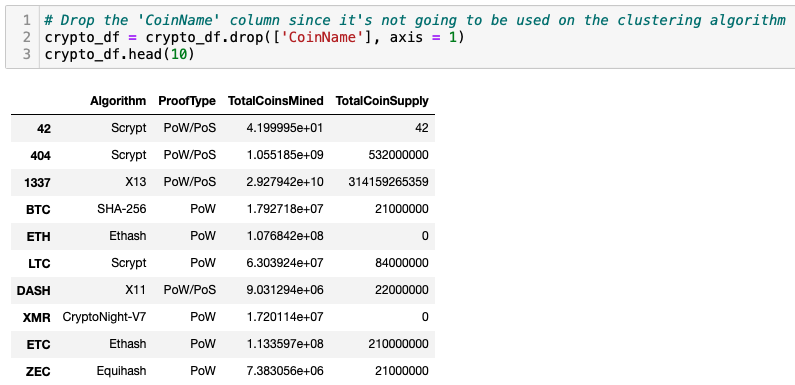 1 # Drop the 'CoinName' column since it's not going to be used on the clustering algorithm
2 crypto_df = crypto_df.drop(['CoinName'], axis = 1)
3 crypto_df.head(10)
Algorithm ProofType TotalCoinsMined TotalCoinSupply
42 Scrypt PoW/PoS 4.199995e+01 42
404 Scrypt PoW/PoS 1.055185e+09 532000000
1337 X13 PoW/PoS 2.927942e+10 314159265359
BTC SHA-256 PoW 1.792718e+07 21000000
ETH Ethash PoW 1.076842e+08 0
LTC Scrypt PoW 6.303924e+07 84000000
DASH X11 PoW/PoS 9.031294e+06 22000000
XMR CryptoNight-V7 PoW 1.720114e+07 0
ETC Ethash PoW 1.133597e+08 210000000
ZEC Equihash PoW 7.383056e+06 21000000